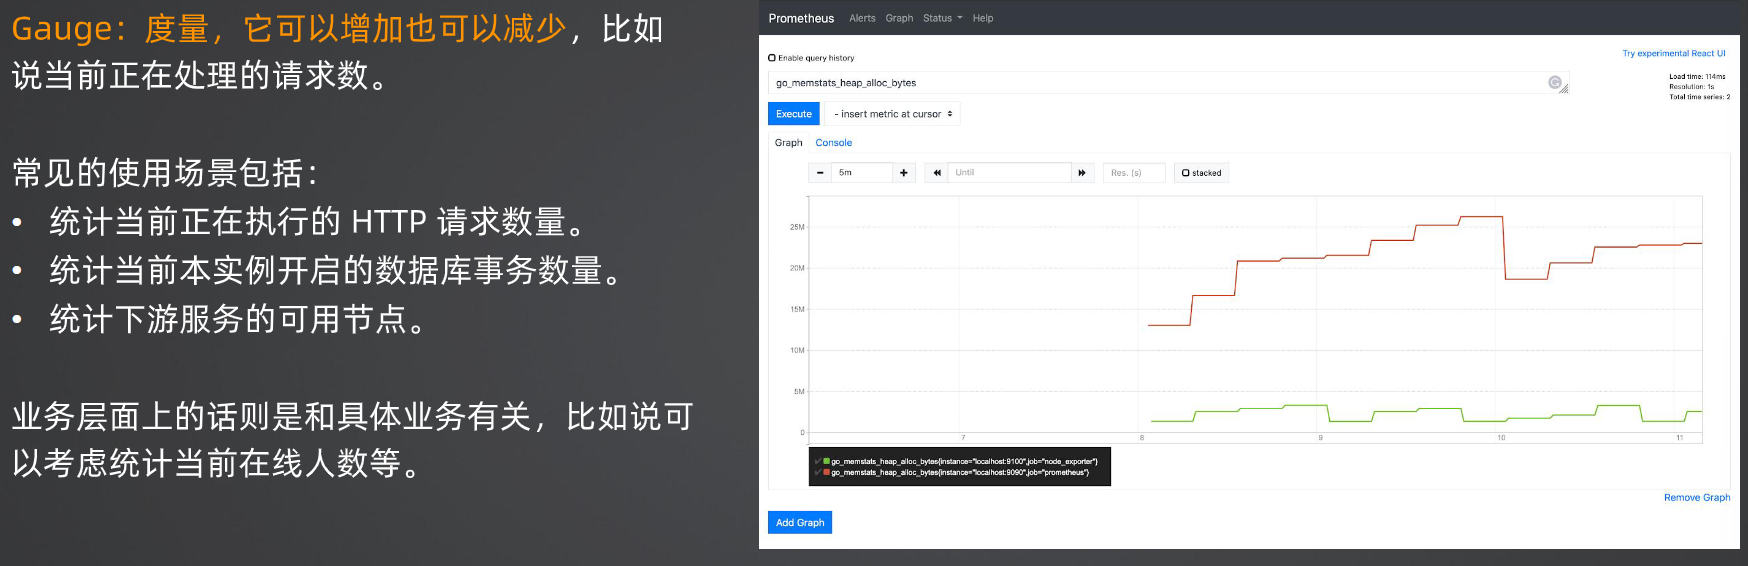 Gauge：度量，它可以增加也可以减少，比如
说当前正在处理的请求数。
常见的使用场景包括：
• 统计当前正在执行的 HTTP 请求数量。
• 统计当前本实例开启的数据库事务数量。
• 统计下游服务的可用节点。
业务层面上的话则是和具体业务有关，比如说可
以考虑统计当前在线人数等。
Prometheus Alerts Graph Status Help
Enable query history
Try experimental React UI
go_memstats_heap_alloc_bytes
Load time: 114ms
Resolution: 1s
Total time series: 2
Execute - insert metric at cursor
Graph Console
- 5m + Until Res. (s) stacked
25M
20M
15M
10M
5M
0
7 8 9 10 11
go_memstats_heap_alloc_bytes{instance="localhost:9100",job="node_exporter"}
go_memstats_heap_alloc_bytes{instance="localhost:9090",job="prometheus"}
Remove Graph
Add Graph